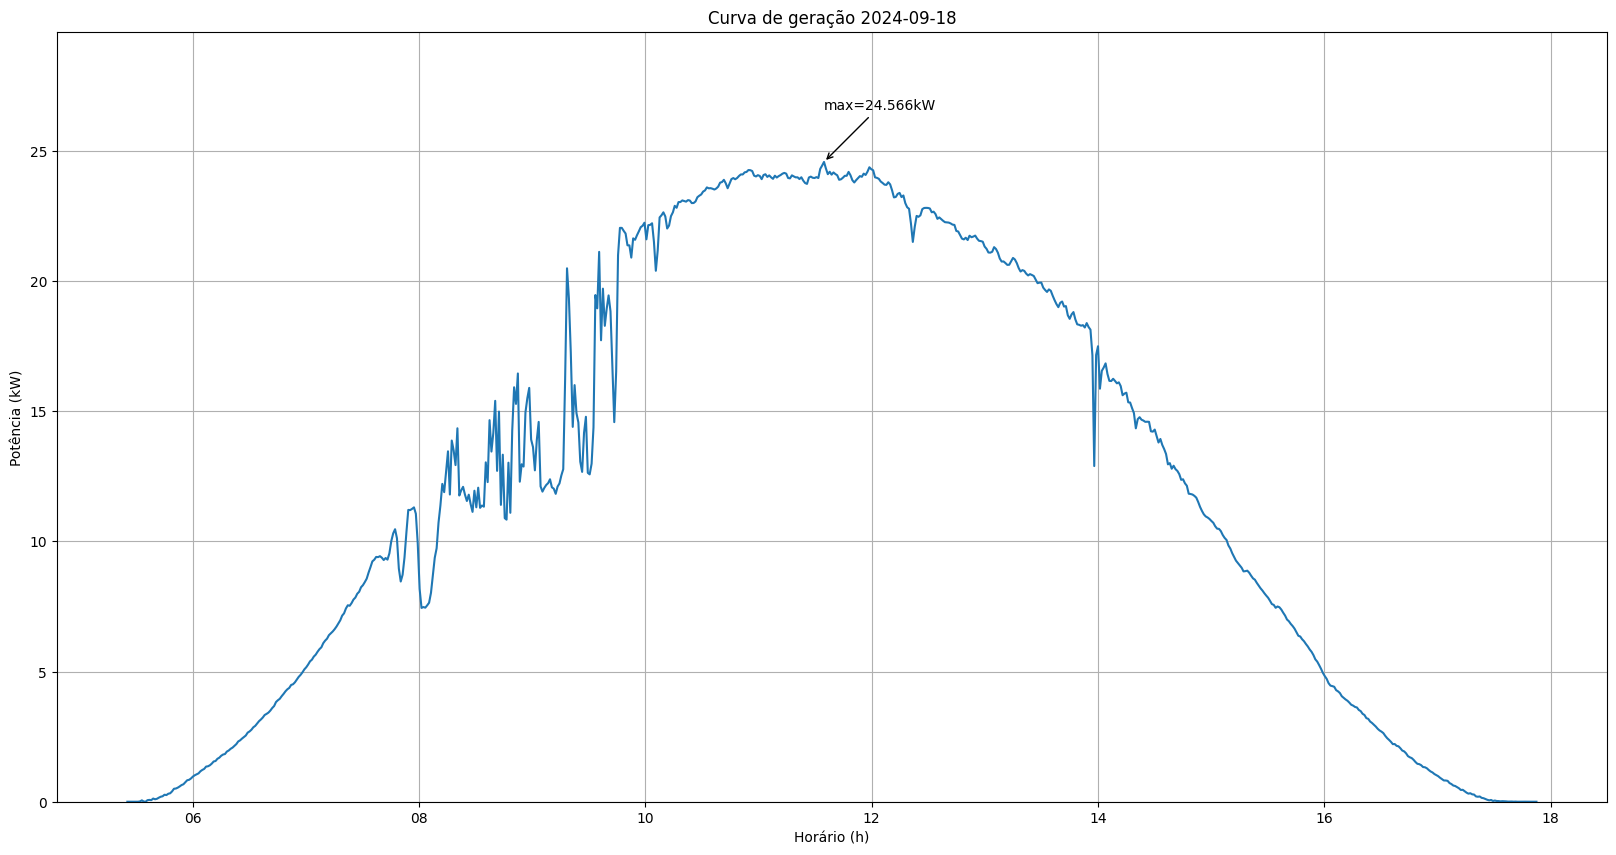 Curva de geração 2024-09-18
max=24.566kW
25
20
15
10
5
0
Potência (kW)
06 08 10 12 14 16 18
Horário (h)